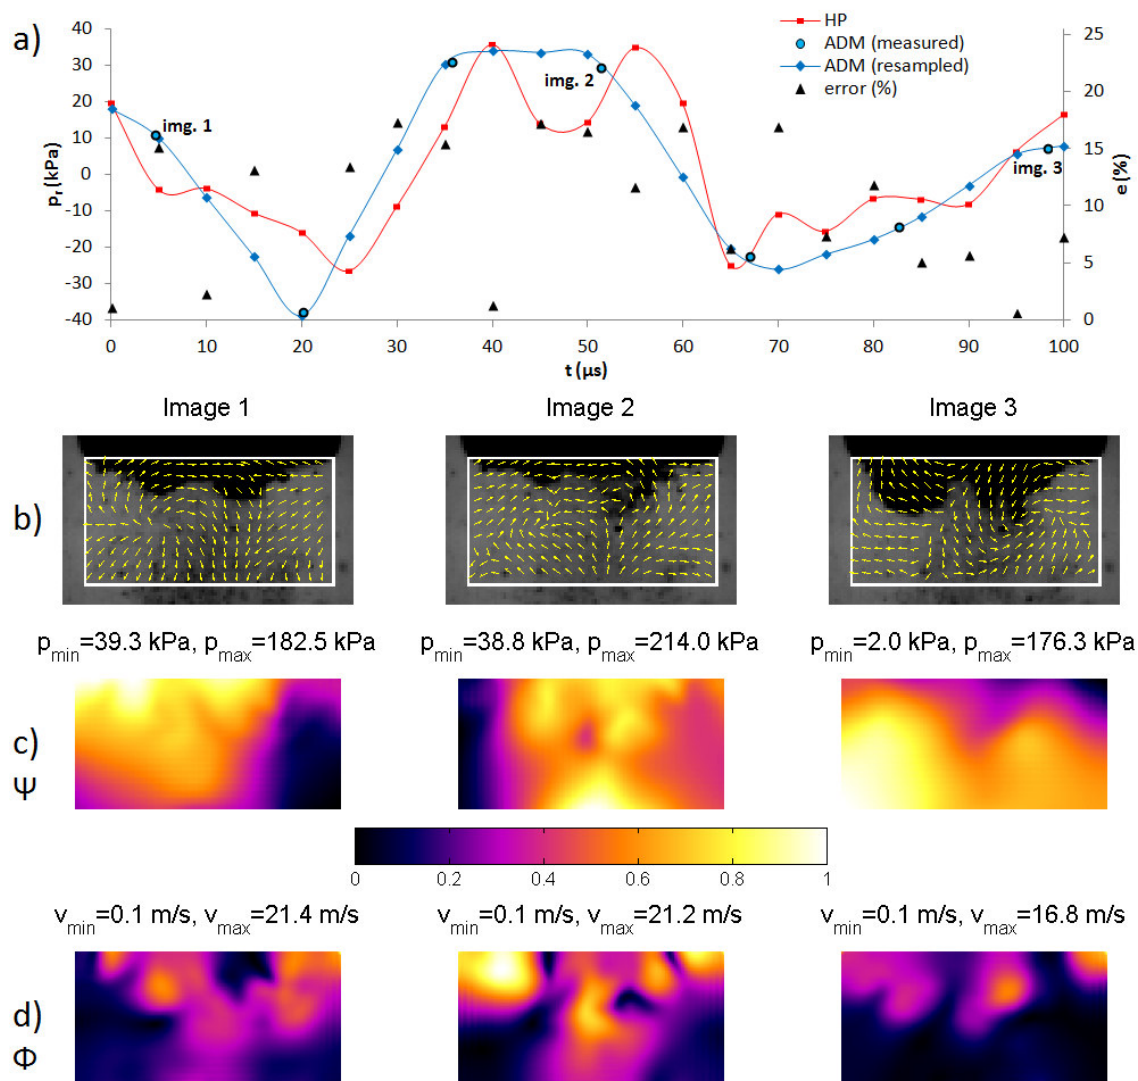 a)
40
30
20
10
0
-10
-20
-30
-40
pᵣ (kPa)
HP
ADM (measured)
ADM (resampled)
error (%)
img. 1
img. 2
img. 3
25
20
15
10
5
0
e (%)
0 10 20 30 40 50 60 70 80 90 100
t (μs)
Image 1 Image 2 Image 3
b)
p_min=39.3 kPa, p_max=182.5 kPa p_min=38.8 kPa, p_max=214.0 kPa p_min=2.0 kPa, p_max=176.3 kPa
c)
Ψ
0 0.2 0.4 0.6 0.8 1
v_min=0.1 m/s, v_max=21.4 m/s v_min=0.1 m/s, v_max=21.2 m/s v_min=0.1 m/s, v_max=16.8 m/s
d)
Φ